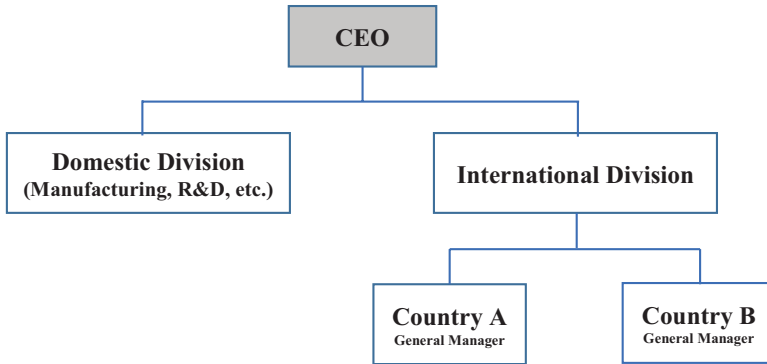 CEO
Domestic Division
(Manufacturing, R&D, etc.)
International Division
Country A
General Manager
Country B
General Manager